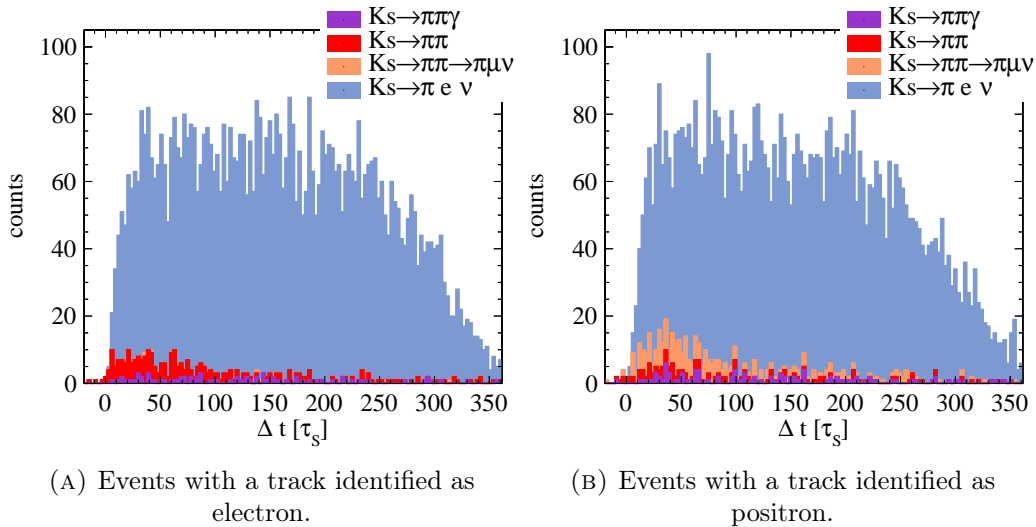 Ks→ππγ
Ks→ππ
Ks→ππ→πμν
Ks→π e ν
100
80
60
40
20
0
counts
0 50 100 150 200 250 300 350
Δ t [τS]
(A) Events with a track identified as
electron.
Ks→ππγ
Ks→ππ
Ks→ππ→πμν
Ks→π e ν
100
80
60
40
20
0
counts
0 50 100 150 200 250 300 350
Δ t [τS]
(B) Events with a track identified as
positron.